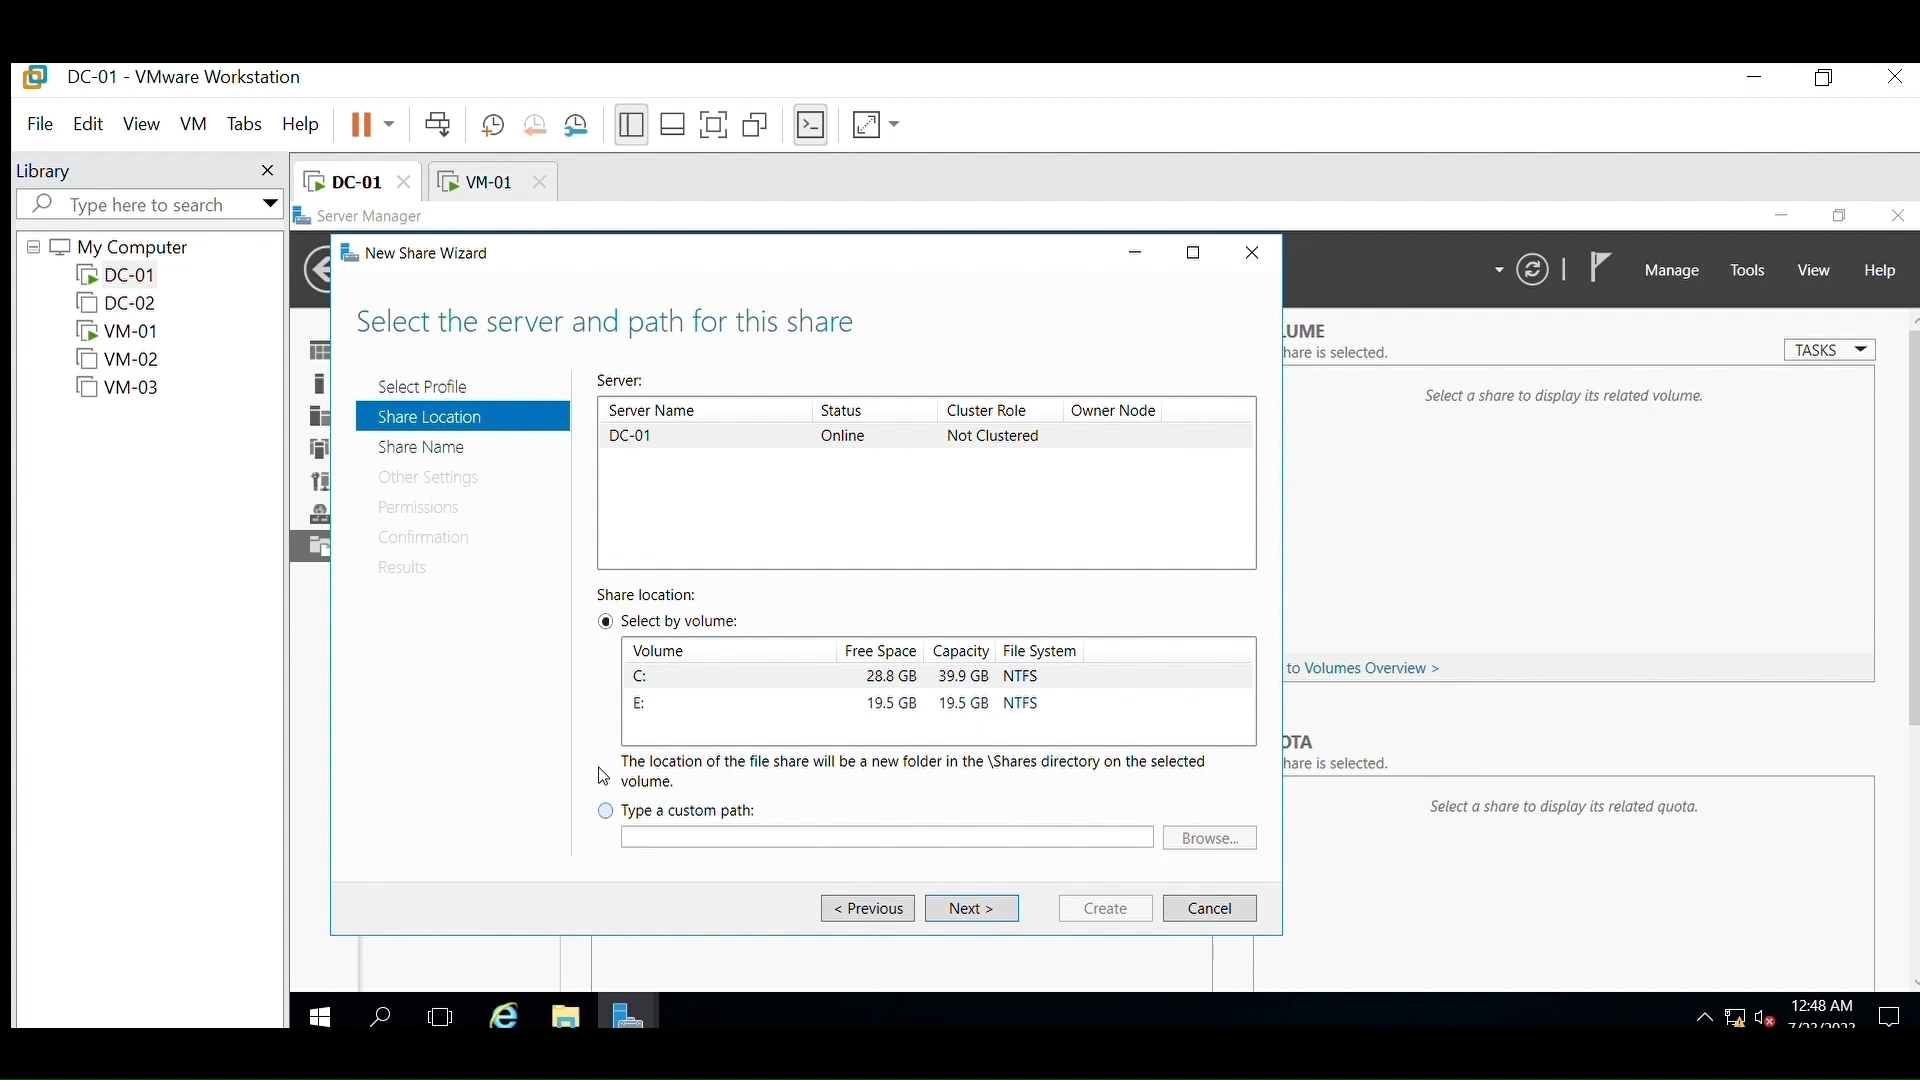 DC-01 - VMware Workstation
File Edit View VM Tabs Help
Library
Type here to search
My Computer
DC-01
DC-02
VM-01
VM-02
VM-03
DC-01 VM-01
Server Manager
Manage Tools View Help
New Share Wizard
Select the server and path for this share
Select Profile
Share Location
Share Name
Other Settings
Permissions
Confirmation
Results
Server:
Server Name Status Cluster Role Owner Node
DC-01 Online Not Clustered
Share location:
Select by volume:
Volume Free Space Capacity File System
C: 28.8 GB 39.9 GB NTFS
E: 19.5 GB 19.5 GB NTFS
The location of the file share will be a new folder in the \Shares directory on the selected
volume.
Type a custom path:
Browse...
< Previous Next > Create Cancel
LUME
hare is selected.
TASKS
Select a share to display its related volume.
to Volumes Overview >
OTA
hare is selected.
Select a share to display its related quota.
12:48 AM